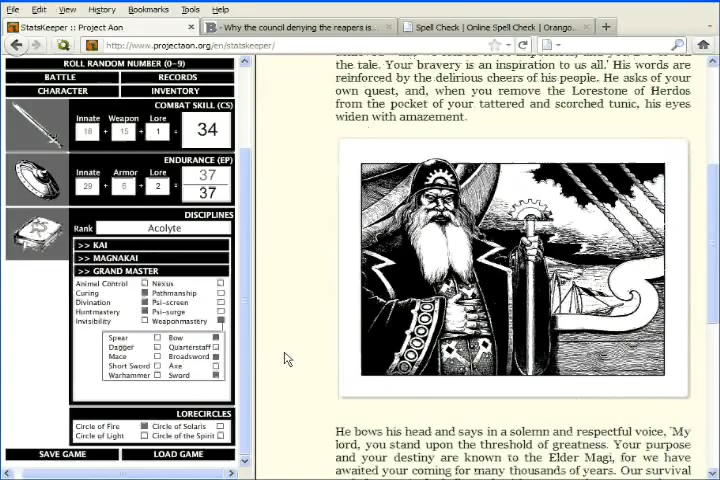 StatsKeeper :: Project Aon
File Edit View History Bookmarks Tools Help
StatsKeeper :: Project Aon
- Why the council denying the reapers is...
Spell Check | Online Spell Check | Orango...
http://www.projectaon.org/en/statskeeper/
ROLL RANDOM NUMBER (0-9)
BATTLE RECORDS
CHARACTER INVENTORY
COMBAT SKILL (CS)
Innate Weapon Lore
18 + 15 + 1 = 34
ENDURANCE (EP)
Innate Armor Lore 37
29 + 6 + 2 = 37
DISCIPLINES
Rank Acolyte
>> KAI
>> MAGNAKAI
>> GRAND MASTER
Animal Control Nexus
Curing Pathmanship
Divination Psi-screen
Huntmastery Psi-surge
Invisibility Weaponmastery
Spear Bow
Dagger Quarterstaff
Mace Broadsword
Short Sword Axe
Warhammer Sword
LORECIRCLES
Circle of Fire Circle of Solaris
Circle of Light Circle of the Spirit
SAVE GAME LOAD GAME
the tale. Your bravery is an inspiration to us all.' His words are
reinforced by the delirious cheers of his people. He asks of your
own quest, and, when you remove the Lorestone of Herdos
from the pocket of your tattered and scorched tunic, his eyes
widen with amazement.
He bows his head and says in a solemn and respectful voice, 'My
lord, you stand upon the threshold of greatness. Your purpose
and your destiny are known to the Elder Magi, for we have
awaited your coming for many thousands of years. Our survival